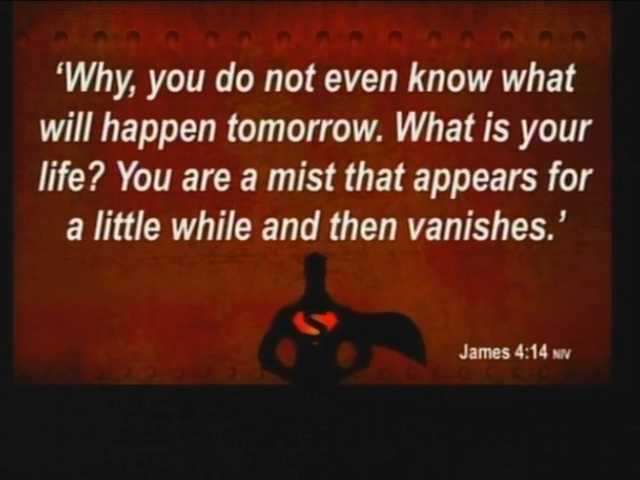 ‘Why, you do not even know what
will happen tomorrow. What is your
life? You are a mist that appears for
a little while and then vanishes.’
S
James 4:14 NIV